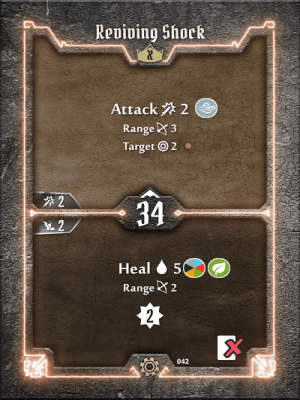 Reviving Shock
X
Attack 2
Range 3
Target 2
2
34
2
Heal 5
Range 2
2
042